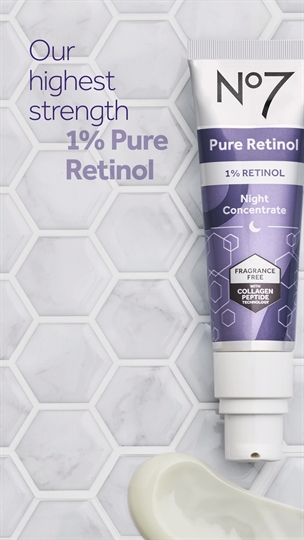 Our
highest
strength
1% Pure
Retinol
No7
Pure Retinol
1% RETINOL
Night
Concentrate
FRAGRANCE
FREE
WITH
COLLAGEN
PEPTIDE
TECHNOLOGY